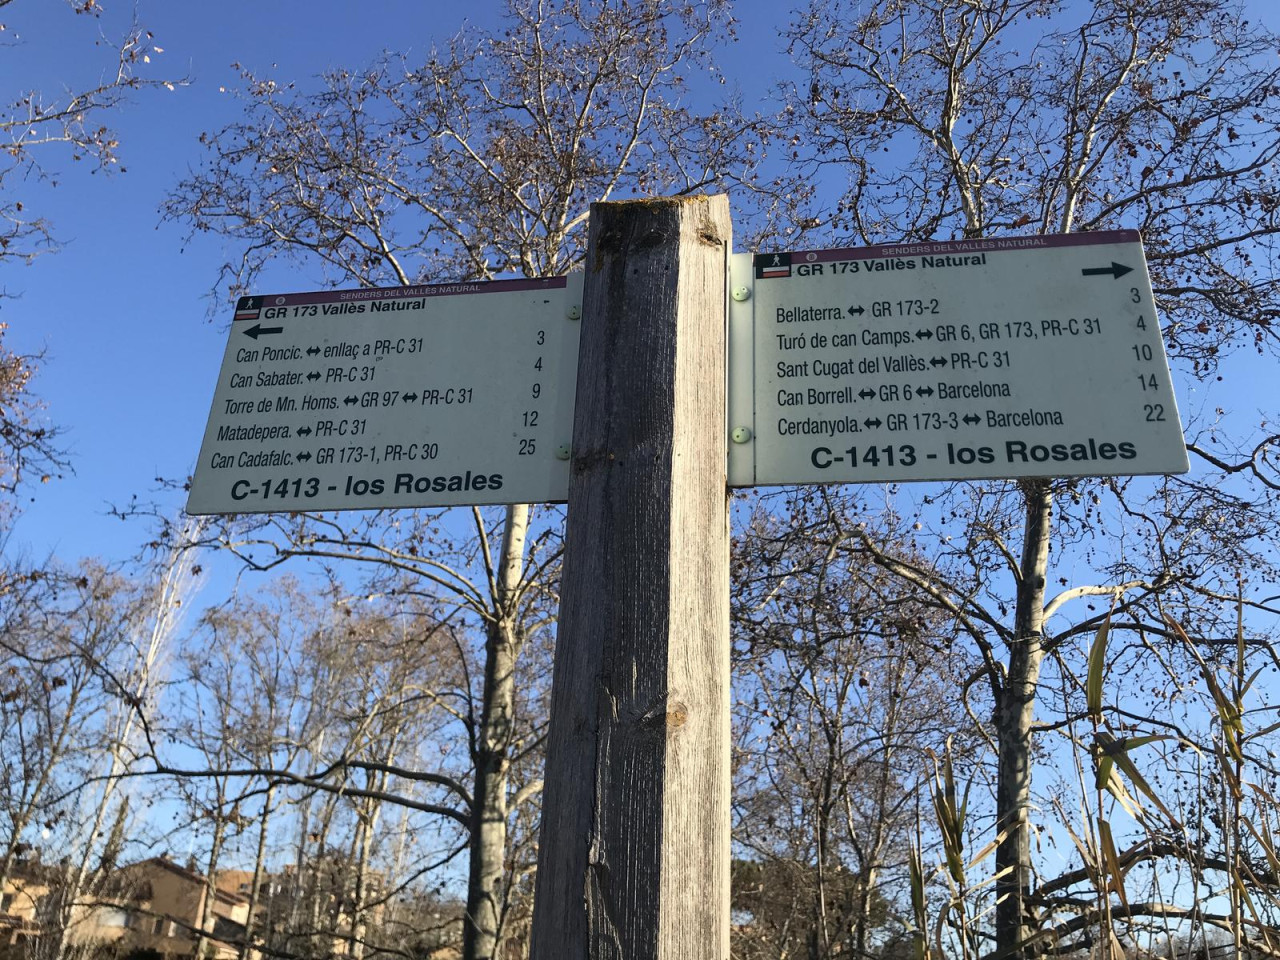 SENDERS DEL VALLÈS NATURAL
GR 173 Vallès Natural
Can Poncic. ↔ enllaç a PR-C 31 3
Can Sabater. ↔ PR-C 31 4
Torre de Mn. Homs. ↔ GR 97 ↔ PR-C 31 9
Matadepera. ↔ PR-C 31 12
Can Cadafalc. ↔ GR 173-1, PR-C 30 25
C-1413 - los Rosales
SENDERS DEL VALLÈS NATURAL
GR 173 Vallès Natural
Bellaterra. ↔ GR 173-2 3
Turó de can Camps. ↔ GR 6, GR 173, PR-C 31 4
Sant Cugat del Vallès. ↔ PR-C 31 10
Can Borrell. ↔ GR 6 ↔ Barcelona 14
Cerdanyola. ↔ GR 173-3 ↔ Barcelona 22
C-1413 - los Rosales